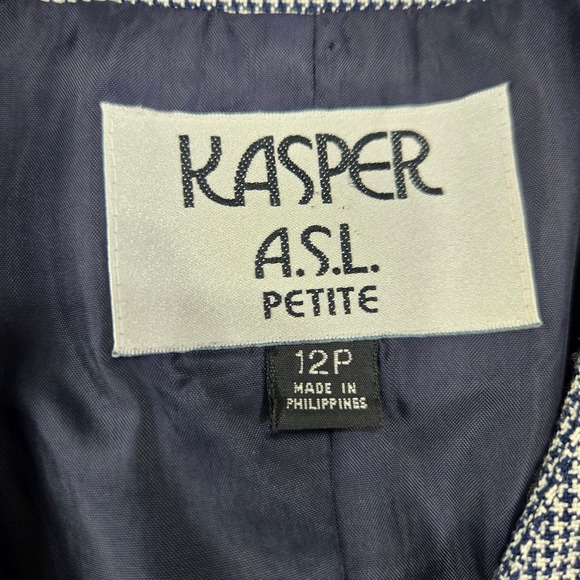 KASPER
A.S.L.
PETITE
12P
MADE IN
PHILIPPINES